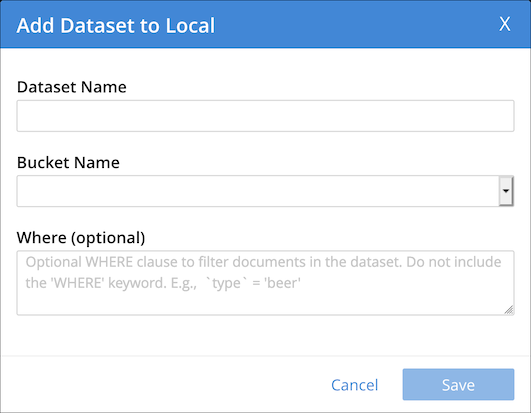 Add Dataset to Local
X
Dataset Name
Bucket Name
Where (optional)
Optional WHERE clause to filter documents in the dataset. Do not include
the 'WHERE' keyword. E.g., `type` = 'beer'
Cancel
Save